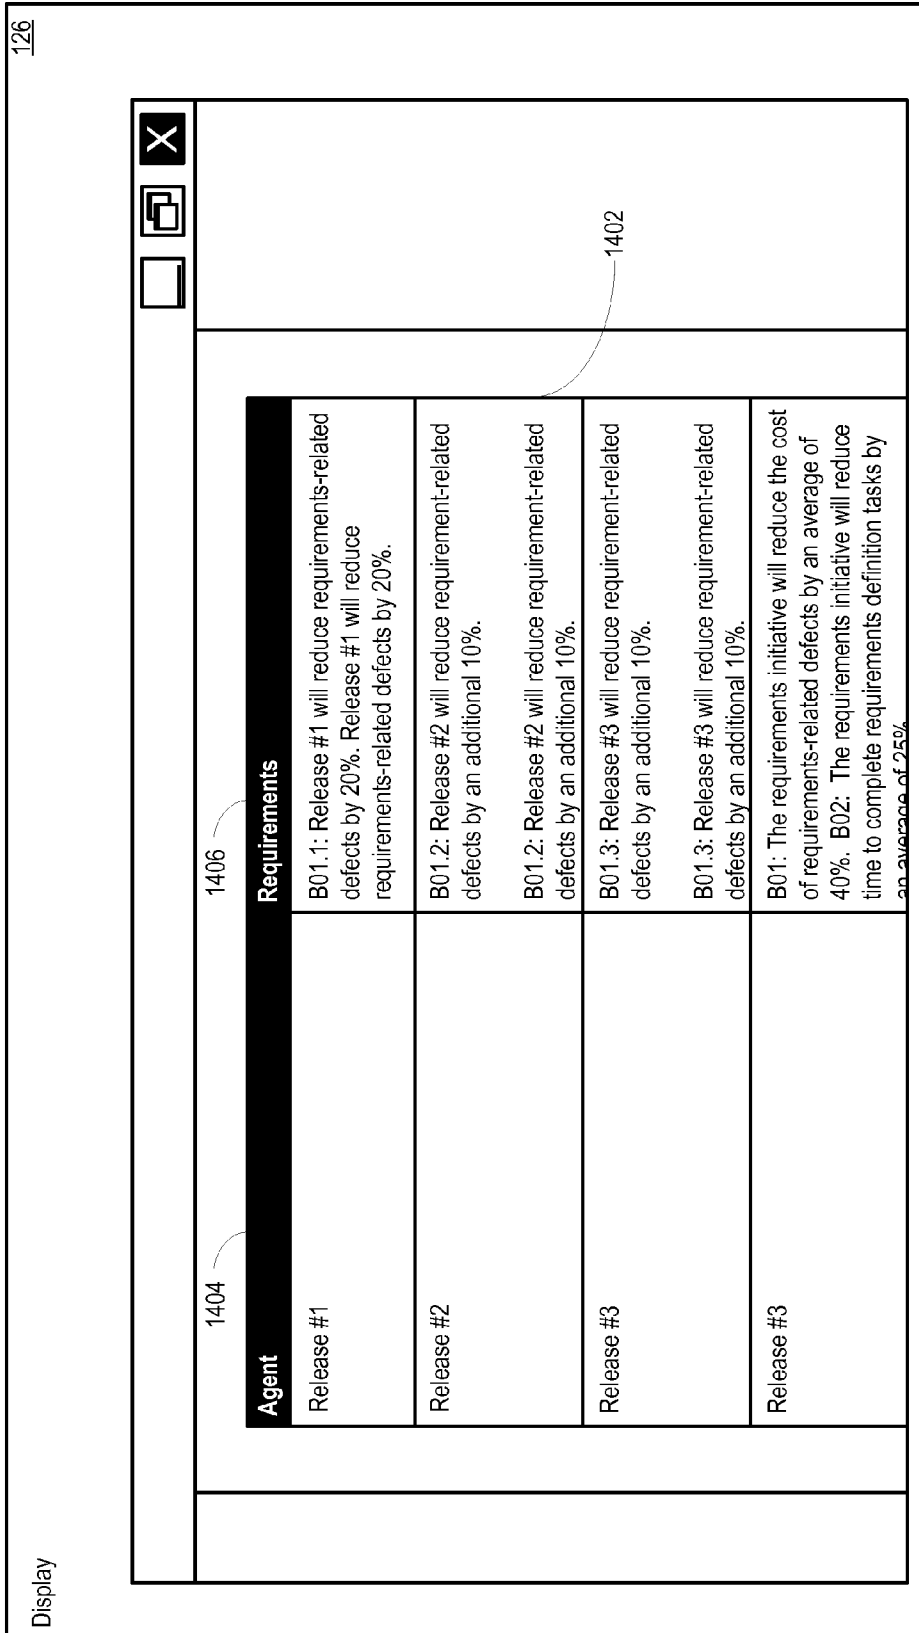 Display
126
X
1404
1406
Agent
Requirements
Release #1
B01.1: Release #1 will reduce requirements-related
defects by 20%. Release #1 will reduce
requirements-related defects by 20%.
Release #2
B01.2: Release #2 will reduce requirement-related
defects by an additional 10%.
B01.2: Release #2 will reduce requirement-related
defects by an additional 10%.
1402
Release #3
B01.3: Release #3 will reduce requirement-related
defects by an additional 10%.
B01.3: Release #3 will reduce requirement-related
defects by an additional 10%.
Release #3
B01: The requirements initiative will reduce the cost
of requirements-related defects by an average of
40%. B02: The requirements initiative will reduce
time to complete requirements definition tasks by
an average of 25%